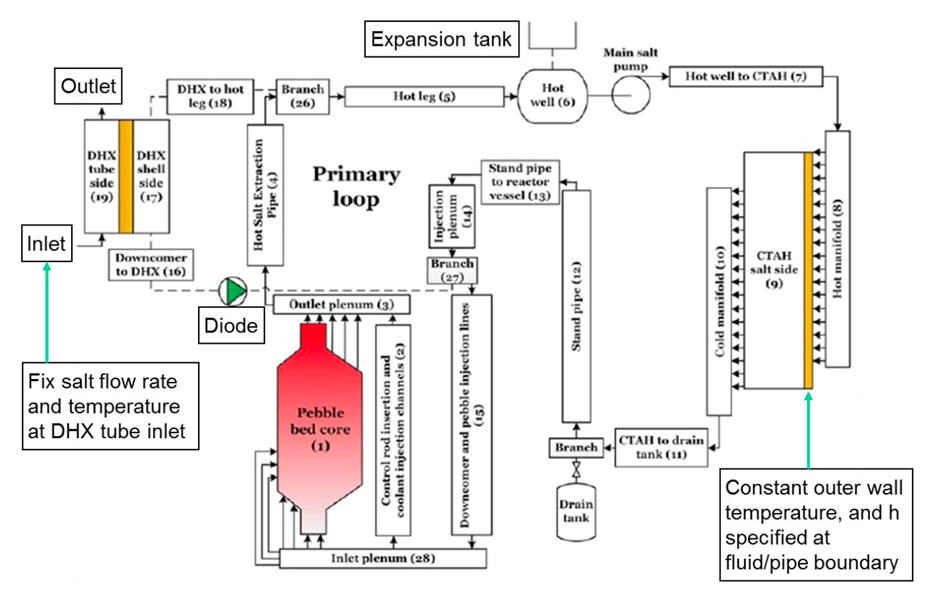 Expansion tank
Main salt
pump
Outlet
DHX to hot
leg (18)
Branch
(26)
Hot leg (5)
Hot
well (6)
Hot well to CTAH (7)
DHX
tube
side
(19)
DHX
shell
side
(17)
Hot Salt Extraction
Pipe (4)
Primary
loop
Stand pipe
to reactor
vessel (13)
Injection
plenum
(14)
Branch
(27)
Inlet
Downcomer
to DHX (16)
Diode
Outlet plenum (3)
Stand pipe (12)
Cold manifold (10)
CTAH
salt side
(9)
Hot manifold (8)
Fix salt flow rate
and temperature
at DHX tube inlet
Pebble
bed core
(1)
Control rod insertion and
coolant injection channels (2)
Downcomer and pebble injection lines
(15)
Branch
CTAH to drain
tank (11)
Drain
tank
Constant outer wall
temperature, and h
specified at
fluid/pipe boundary
Inlet plenum (28)